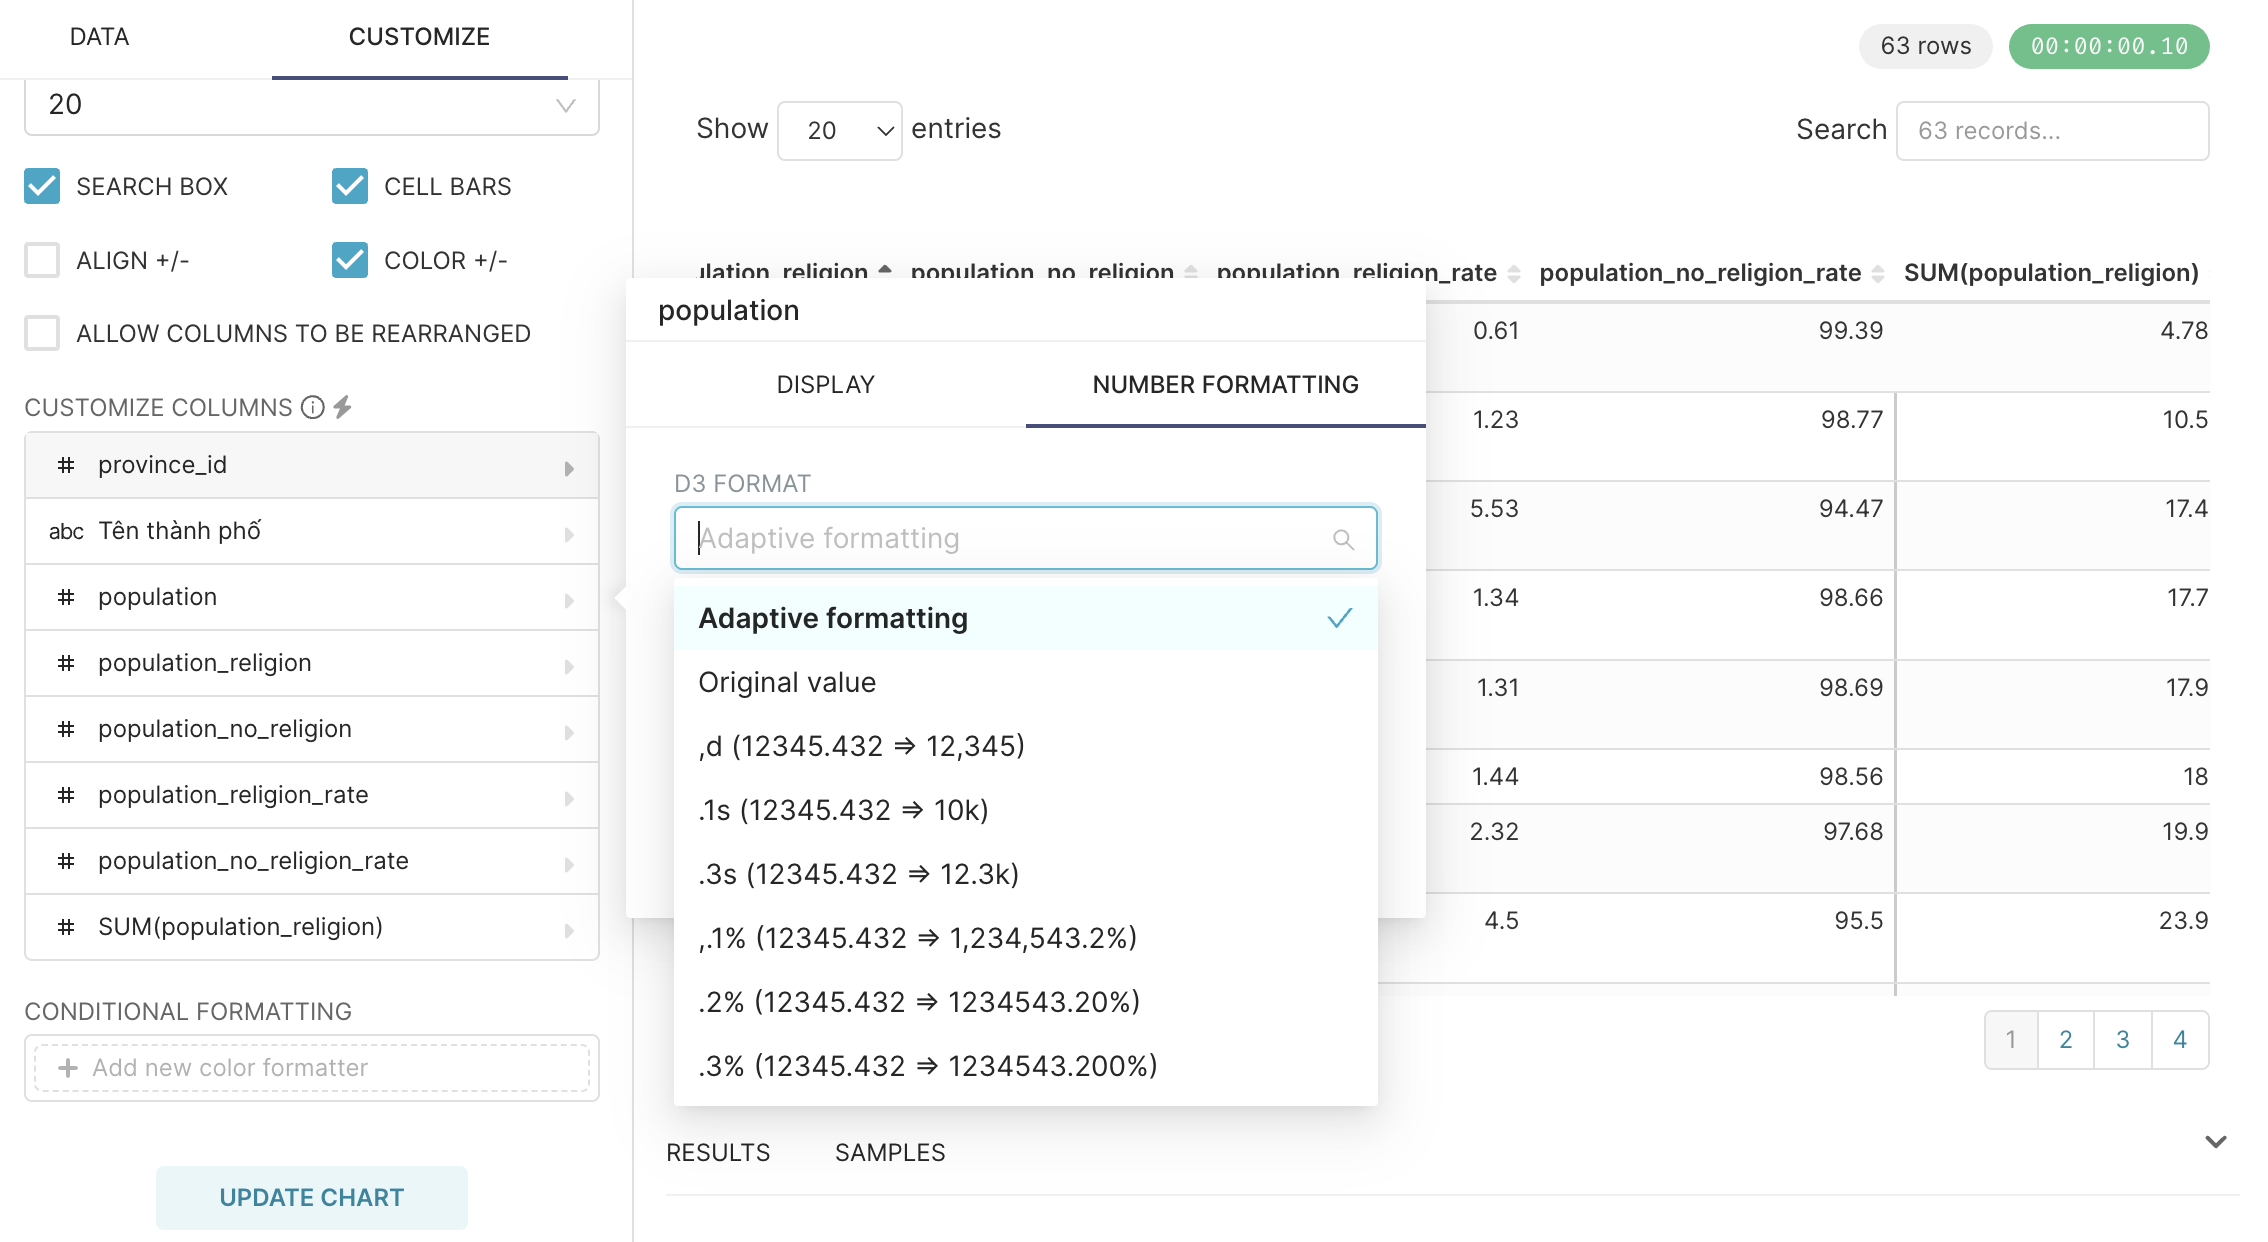 DATA
CUSTOMIZE
20
SEARCH BOX
CELL BARS
ALIGN +/-
COLOR +/-
ALLOW COLUMNS TO BE REARRANGED
CUSTOMIZE COLUMNS
# province_id
abc Tên thành phố
# population
# population_religion
# population_no_religion
# population_religion_rate
# population_no_religion_rate
# SUM(population_religion)
CONDITIONAL FORMATTING
+ Add new color formatter
UPDATE CHART
63 rows
00:00:00.10
Show 20 entries
Search 63 records...
population_no_religion population_religion_rate population_no_religion_rate SUM(population_religion)
0.61 99.39 4.78
1.23 98.77 10.5
5.53 94.47 17.4
1.34 98.66 17.7
1.31 98.69 17.9
1.44 98.56 18
2.32 97.68 19.9
4.5 95.5 23.9
population
DISPLAY
NUMBER FORMATTING
D3 FORMAT
Adaptive formatting
Adaptive formatting
Original value
,d (12345.432 ⇒ 12,345)
.1s (12345.432 ⇒ 10k)
.3s (12345.432 ⇒ 12.3k)
,.1% (12345.432 ⇒ 1,234,543.2%)
.2% (12345.432 ⇒ 1234543.20%)
.3% (12345.432 ⇒ 1234543.200%)
1 2 3 4
RESULTS
SAMPLES